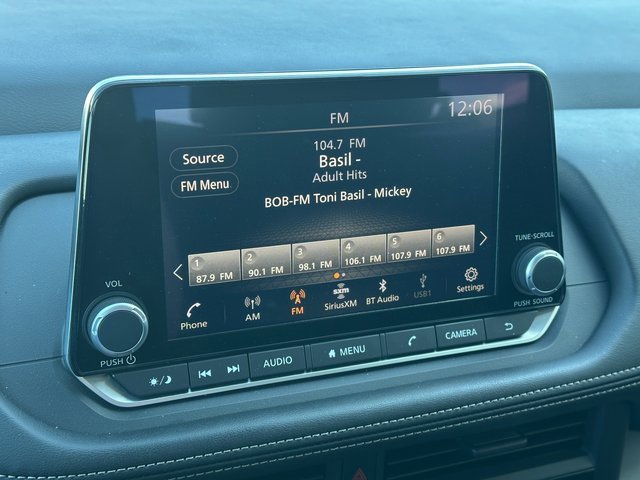 FM
12:06
Source
FM Menu
104.7 FM
Basil -
Adult Hits
BOB-FM Toni Basil - Mickey
1
87.9 FM
2
90.1 FM
3
98.1 FM
4
106.1 FM
5
107.9 FM
6
107.9 FM
Phone
AM
FM
sxm
SiriusXM
BT Audio
USB1
Settings
VOL
PUSH
TUNE·SCROLL
PUSH SOUND
AUDIO
MENU
CAMERA